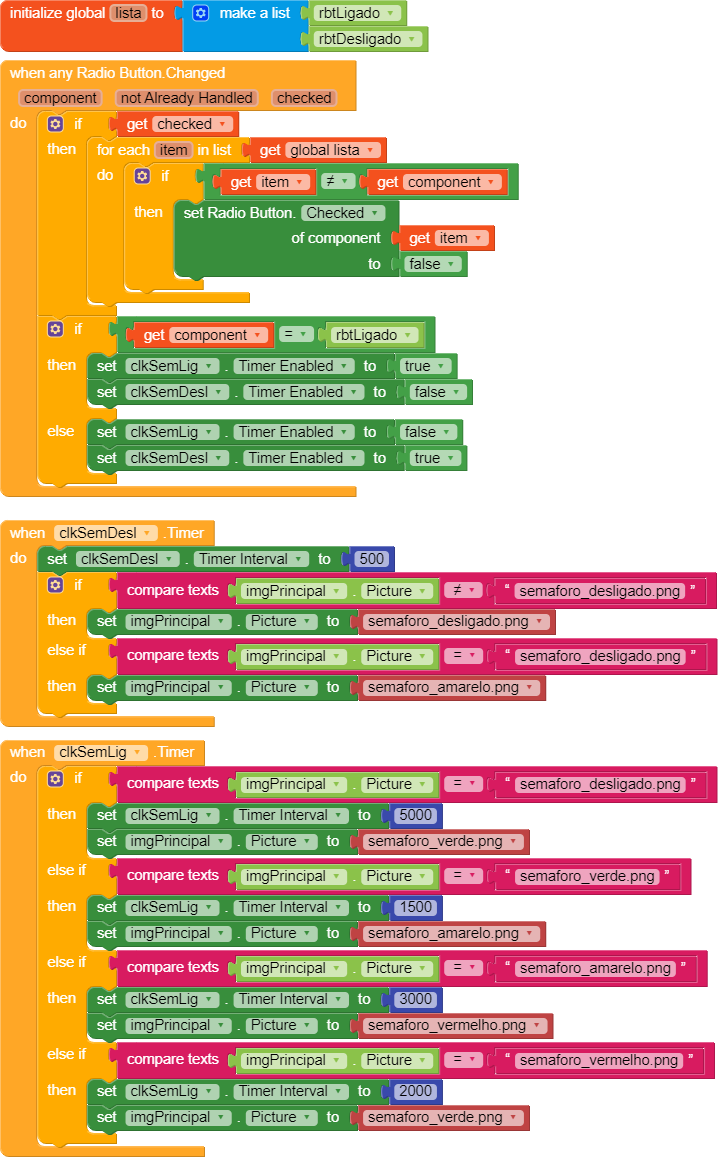 initialize global lista to make a list rbtLigado
rbtDesligado
when any Radio Button.Changed
component not Already Handled checked
do if get checked
then for each item in list get global lista
do if get item ≠ get component
then set Radio Button. Checked
of component get item
to false
if get component = rbtLigado
then set clkSemLig . Timer Enabled to true
set clkSemDesl . Timer Enabled to false
else set clkSemLig . Timer Enabled to false
set clkSemDesl . Timer Enabled to true
when clkSemDesl .Timer
do set clkSemDesl . Timer Interval to 500
if compare texts imgPrincipal . Picture ≠ “ semaforo_desligado.png ”
then set imgPrincipal . Picture to semaforo_desligado.png
else if compare texts imgPrincipal . Picture = “ semaforo_desligado.png ”
then set imgPrincipal . Picture to semaforo_amarelo.png
when clkSemLig .Timer
do if compare texts imgPrincipal . Picture = “ semaforo_desligado.png ”
then set clkSemLig . Timer Interval to 5000
set imgPrincipal . Picture to semaforo_verde.png
else if compare texts imgPrincipal . Picture = “ semaforo_verde.png ”
then set clkSemLig . Timer Interval to 1500
set imgPrincipal . Picture to semaforo_amarelo.png
else if compare texts imgPrincipal . Picture = “ semaforo_amarelo.png ”
then set clkSemLig . Timer Interval to 3000
set imgPrincipal . Picture to semaforo_vermelho.png
else if compare texts imgPrincipal . Picture = “ semaforo_vermelho.png ”
then set clkSemLig . Timer Interval to 2000
set imgPrincipal . Picture to semaforo_verde.png